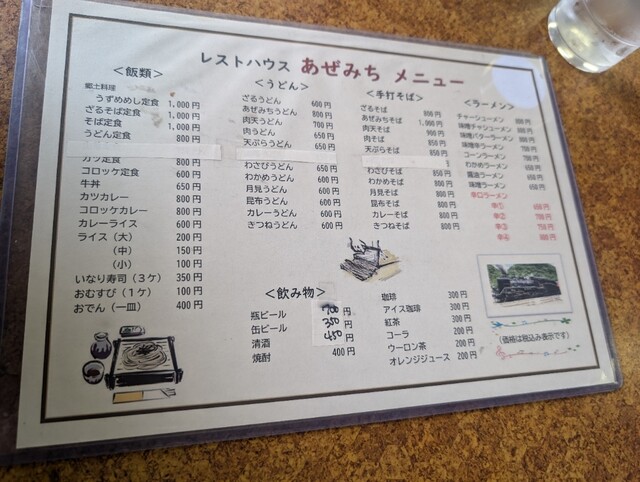 レストハウス あぜみち メニュー
<飯類>
郷土料理
うずめめし定食 1,000円
ざるそば定食 1,000円
そば定食 1,000円
うどん定食 800円
カツ定食 800円
コロッケ定食 600円
牛丼 650円
カツカレー 800円
コロッケカレー 800円
カレーライス 600円
ライス (大) 200円
(中) 150円
(小) 100円
いなり寿司 (3ケ) 350円
おむすび (1ケ) 100円
おでん (一皿) 400円
<うどん>
ざるうどん 600円
あぜみちうどん 800円
肉天うどん 700円
肉うどん 650円
天ぷらうどん 650円
わさびうどん 650円
わかめうどん 600円
月見うどん 600円
昆布うどん 600円
カレーうどん 600円
きつねうどん 600円
<手打そば>
ざるそば 800円
あぜみちそば 1,000円
肉天そば 900円
肉そば 850円
天ぷらそば 850円
わさびそば 850円
わかめそば 800円
月見そば 800円
昆布そば 800円
カレーそば 800円
きつねそば 800円
<ラーメン>
チャーシューメン
味噌チャシューメン
味噌バターラーメン
味噌辛ラーメン
コーンラーメン
わかめラーメン
醤油ラーメン
味噌ラーメン
辛口ラーメン
辛①
辛②
辛③
辛④
<飲み物>
瓶ビール 700円
缶ビール 350円
清酒 450円
焼酎 400円
珈琲 300円
アイス珈琲 300円
紅茶 300円
コーラ 200円
ウーロン茶 200円
オレンジジュース 200円
(価格は税込み表示です)